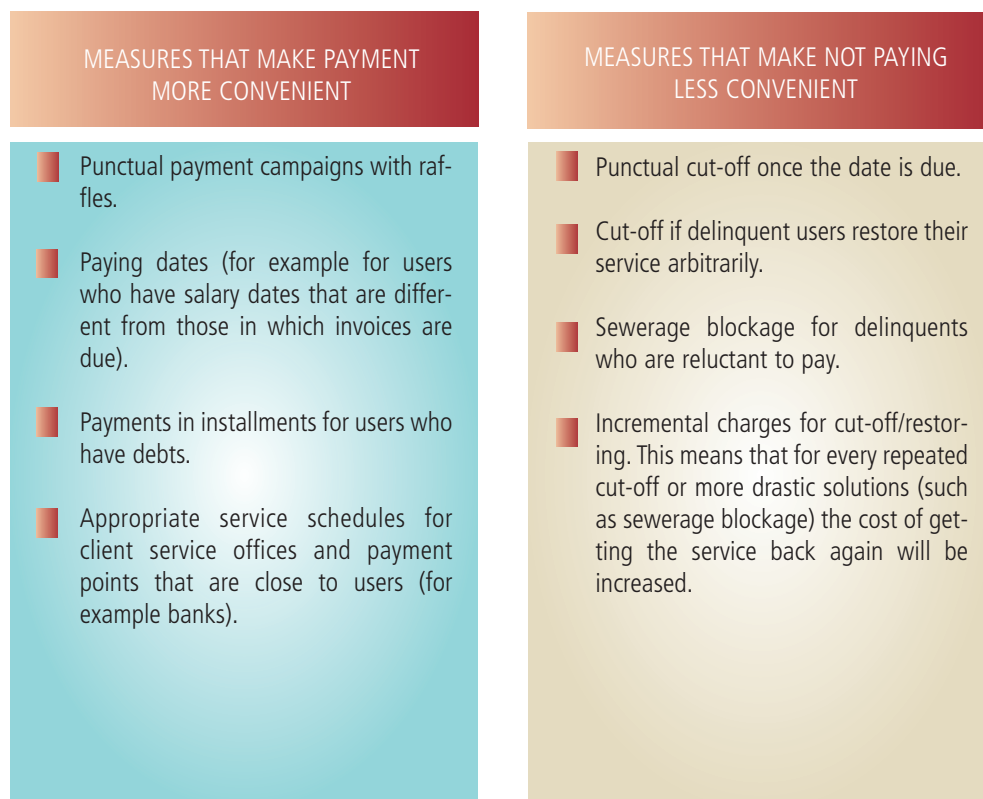 MEASURES THAT MAKE PAYMENT
MORE CONVENIENT
Punctual payment campaigns with raf-
fles.
Paying dates (for example for users
who have salary dates that are differ-
ent from those in which invoices are
due).
Payments in installments for users who
have debts.
Appropriate service schedules for
client service offices and payment
points that are close to users (for
example banks).
MEASURES THAT MAKE NOT PAYING
LESS CONVENIENT
Punctual cut-off once the date is due.
Cut-off if delinquent users restore their
service arbitrarily.
Sewerage blockage for delinquents
who are reluctant to pay.
Incremental charges for cut-off/restor-
ing. This means that for every repeated
cut-off or more drastic solutions (such
as sewerage blockage) the cost of get-
ting the service back again will be
increased.